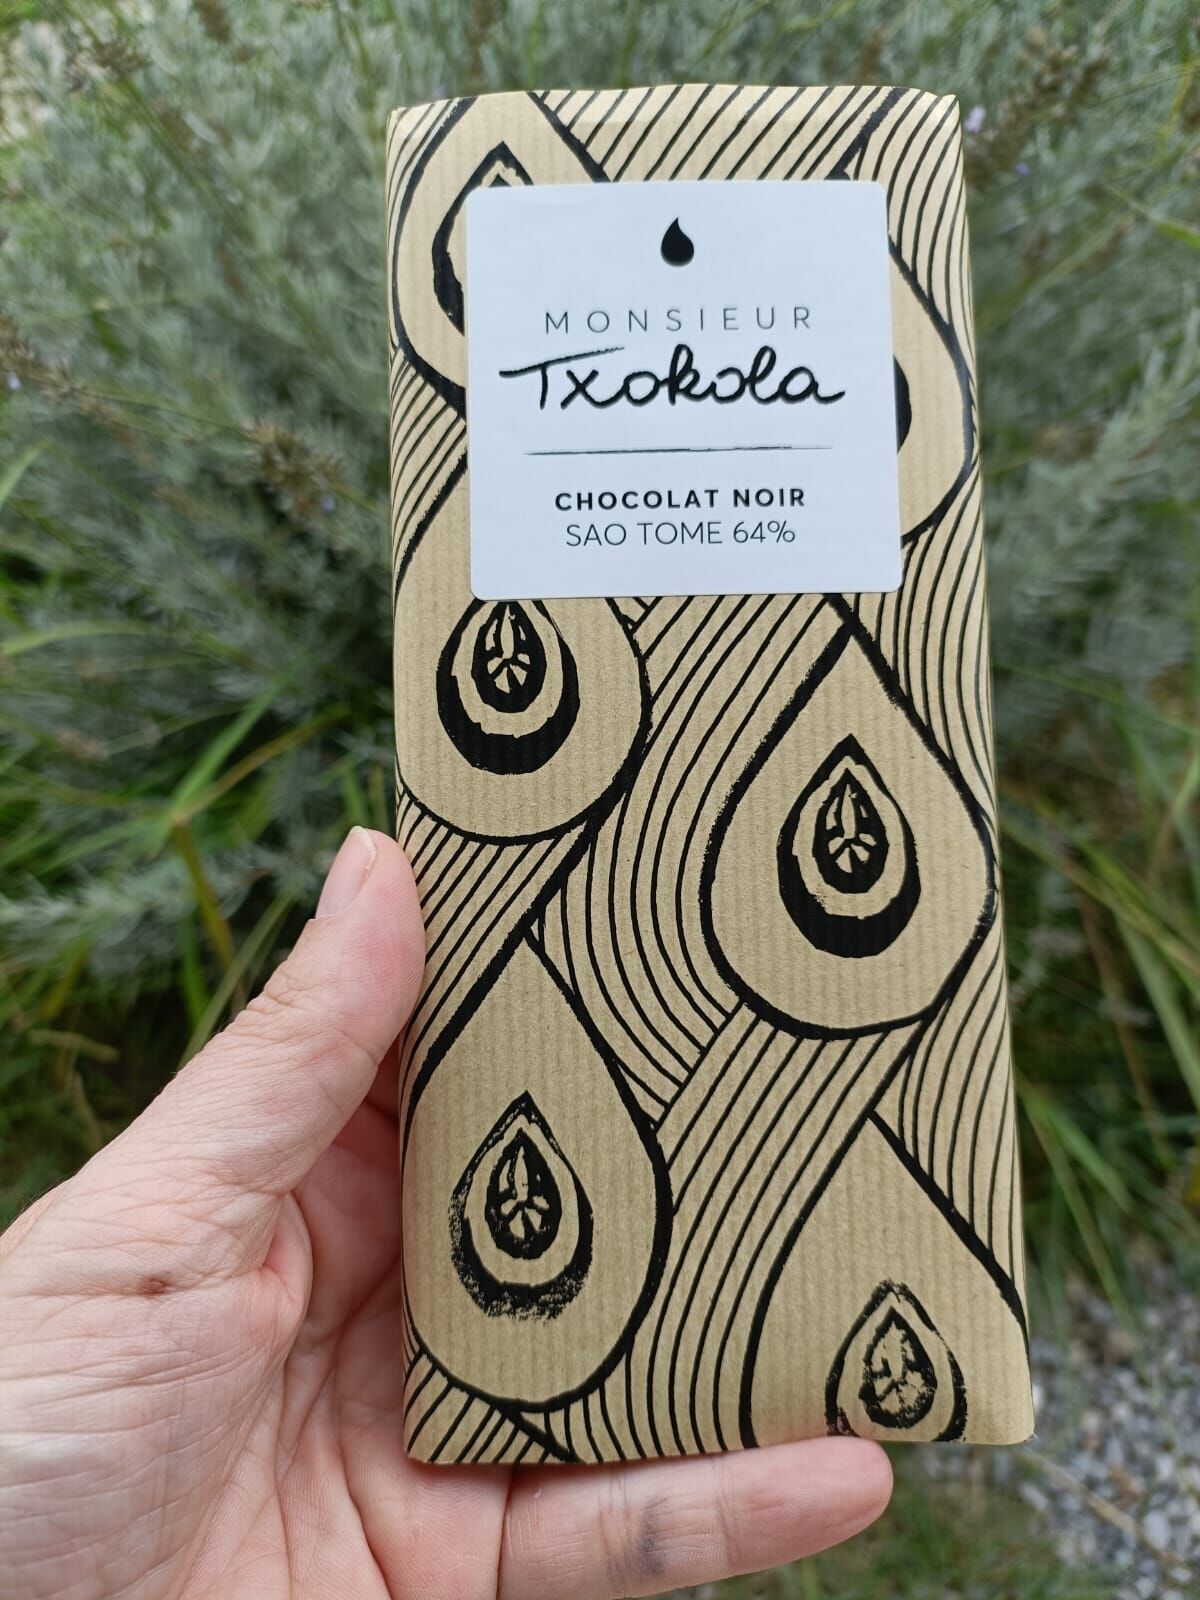 MONSIEUR
Txokola
CHOCOLAT NOIR
SAO TOME 64%